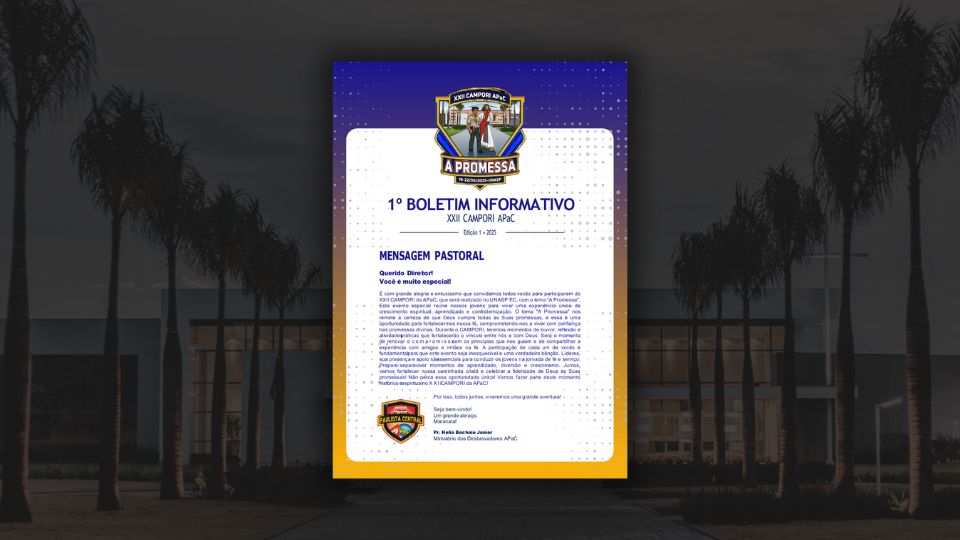 XXII CAMPORI APaC
A PROMESSA
19-22/06/2025-UNASP
1º BOLETIM INFORMATIVO
XXII CAMPORI APaC
Edição 1 • 2025
MENSAGEM PASTORAL
Querido Diretor!
Você é muito especial!
É com grande alegria e entusiasmo que convidamos todos vocês para participarem do
XXII CAMPORI da APaC, que será realizado no UNASP EC, com o tema "A Promessa".
Este evento especial reúne nossos jovens para viver uma experiência única de
crescimento espiritual, aprendizado e confraternização. O tema "A Promessa" nos
remete à certeza de que Deus cumpre todas as Suas promessas, e essa é uma
oportunidade para fortalecermos nossa fé, comprometendo-nos a viver com confiança
nas promessas divinas. Durante o CAMPORI, teremos momentos de louvor, reflexão e
atividades práticas que fortalecerão o vínculo entre nós e com Deus. Será o momento
de renovar o compromisso com os princípios que nos guiam e de compartilhar a
experiência com amigos e irmãos na fé. A participação de cada um de vocês é
fundamental para que este evento seja inesquecível e uma verdadeira bênção. Líderes,
sua presença e apoio são essenciais para conduzir os jovens na jornada de fé e serviço.
Prepare-se para viver momentos de aprendizado, diversão e crescimento. Juntos,
vamos fortalecer nossa caminhada cristã e celebrar a fidelidade de Deus às Suas
promessas! Não perca essa oportunidade única! Vamos fazer parte deste momento
histórico e espiritual no XXII CAMPORI da APaC!
Por isso, todos juntos, viveremos uma grande aventura!
Seja bem-vindo!
Um grande abraço,
Maranata!
Pr. Helio Bochnie Junior
Ministério dos Desbravadores APaC
PAULISTA CENTRAL